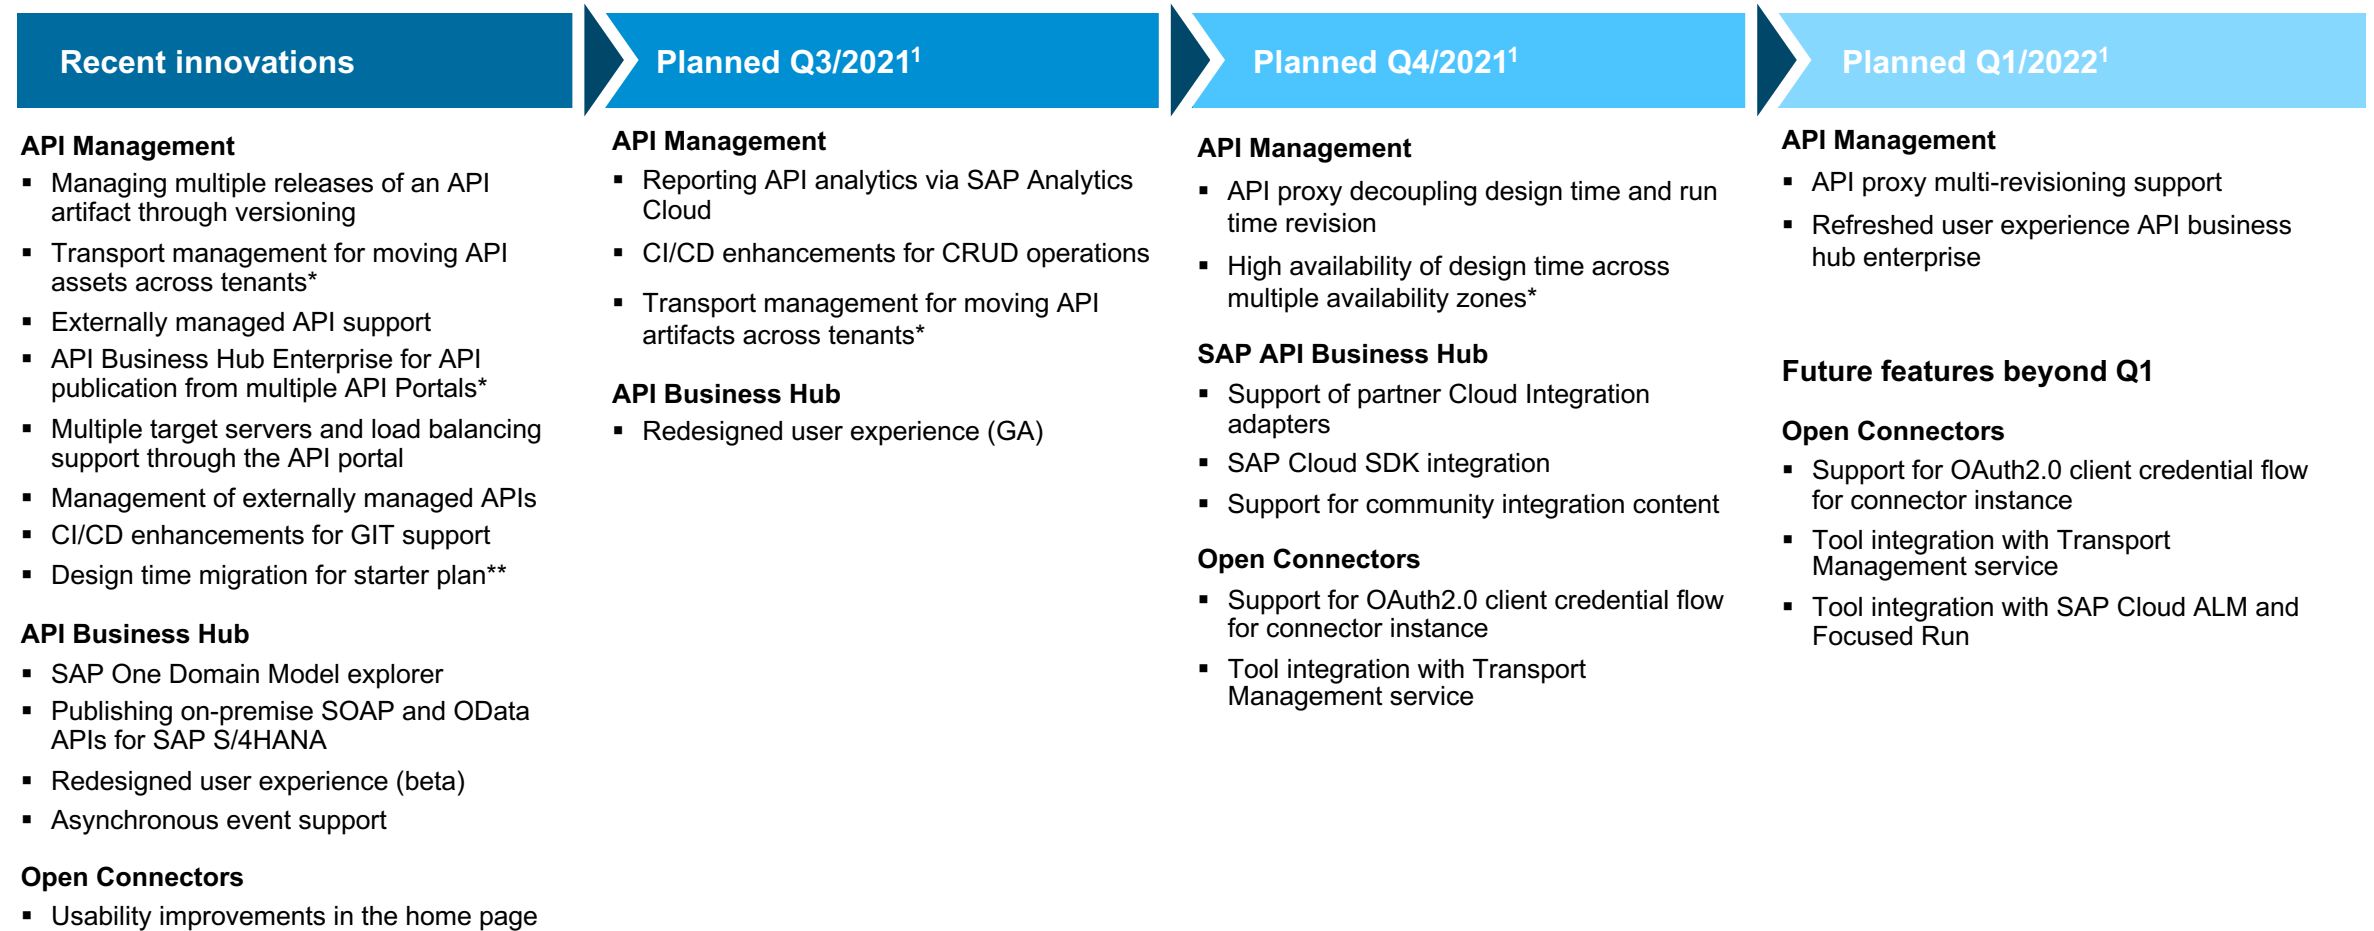 Recent innovations
API Management
▪ Managing multiple releases of an API
artifact through versioning
▪ Transport management for moving API
assets across tenants*
▪ Externally managed API support
▪ API Business Hub Enterprise for API
publication from multiple API Portals*
▪ Multiple target servers and load balancing
support through the API portal
▪ Management of externally managed APIs
▪ CI/CD enhancements for GIT support
▪ Design time migration for starter plan**
API Business Hub
▪ SAP One Domain Model explorer
▪ Publishing on-premise SOAP and OData
APIs for SAP S/4HANA
▪ Redesigned user experience (beta)
▪ Asynchronous event support
Open Connectors
▪ Usability improvements in the home page
Planned Q3/2021¹
API Management
▪ Reporting API analytics via SAP Analytics
Cloud
▪ CI/CD enhancements for CRUD operations
▪ Transport management for moving API
artifacts across tenants*
API Business Hub
▪ Redesigned user experience (GA)
Planned Q4/2021¹
API Management
▪ API proxy decoupling design time and run
time revision
▪ High availability of design time across
multiple availability zones*
SAP API Business Hub
▪ Support of partner Cloud Integration
adapters
▪ SAP Cloud SDK integration
▪ Support for community integration content
Open Connectors
▪ Support for OAuth2.0 client credential flow
for connector instance
▪ Tool integration with Transport
Management service
Planned Q1/2022¹
API Management
▪ API proxy multi-revisioning support
▪ Refreshed user experience API business
hub enterprise
Future features beyond Q1
Open Connectors
▪ Support for OAuth2.0 client credential flow
for connector instance
▪ Tool integration with Transport
Management service
▪ Tool integration with SAP Cloud ALM and
Focused Run